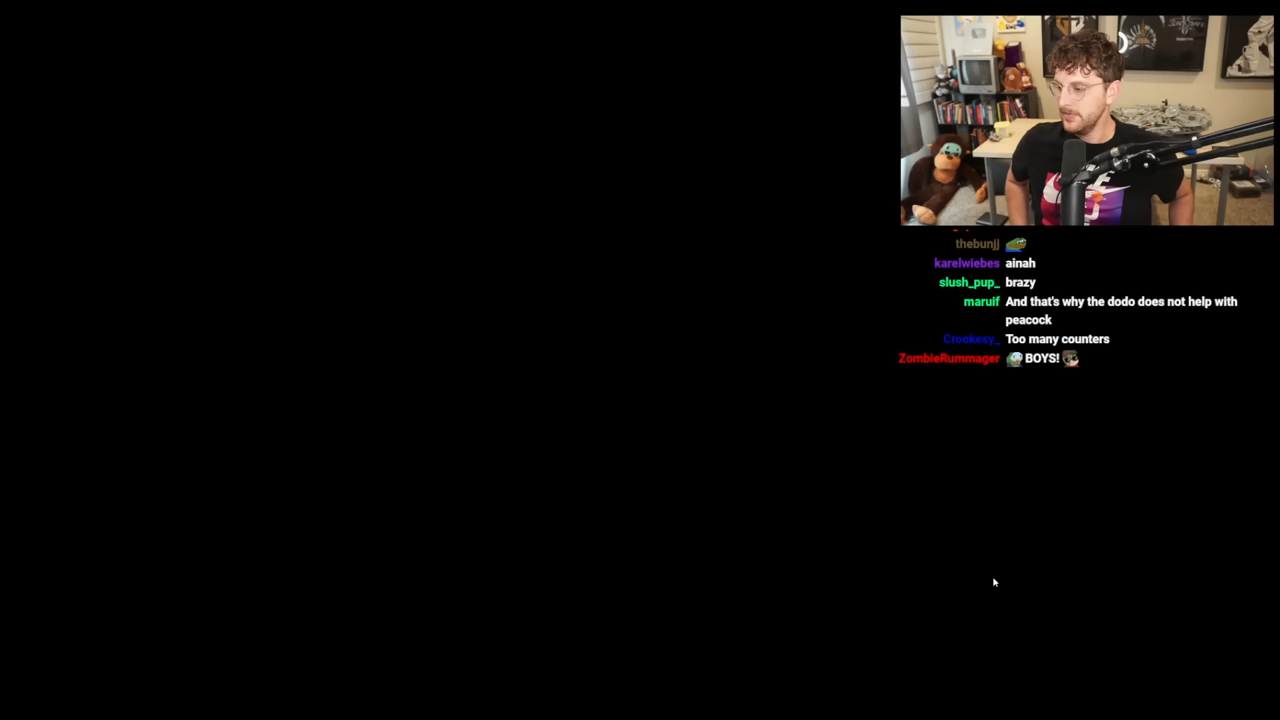 thebunjj
karelwiebes ainah
slush_pup_ brazy
maruif And that's why the dodo does not help with
peacock
Crookesy_ Too many counters
ZombieRummager BOYS!